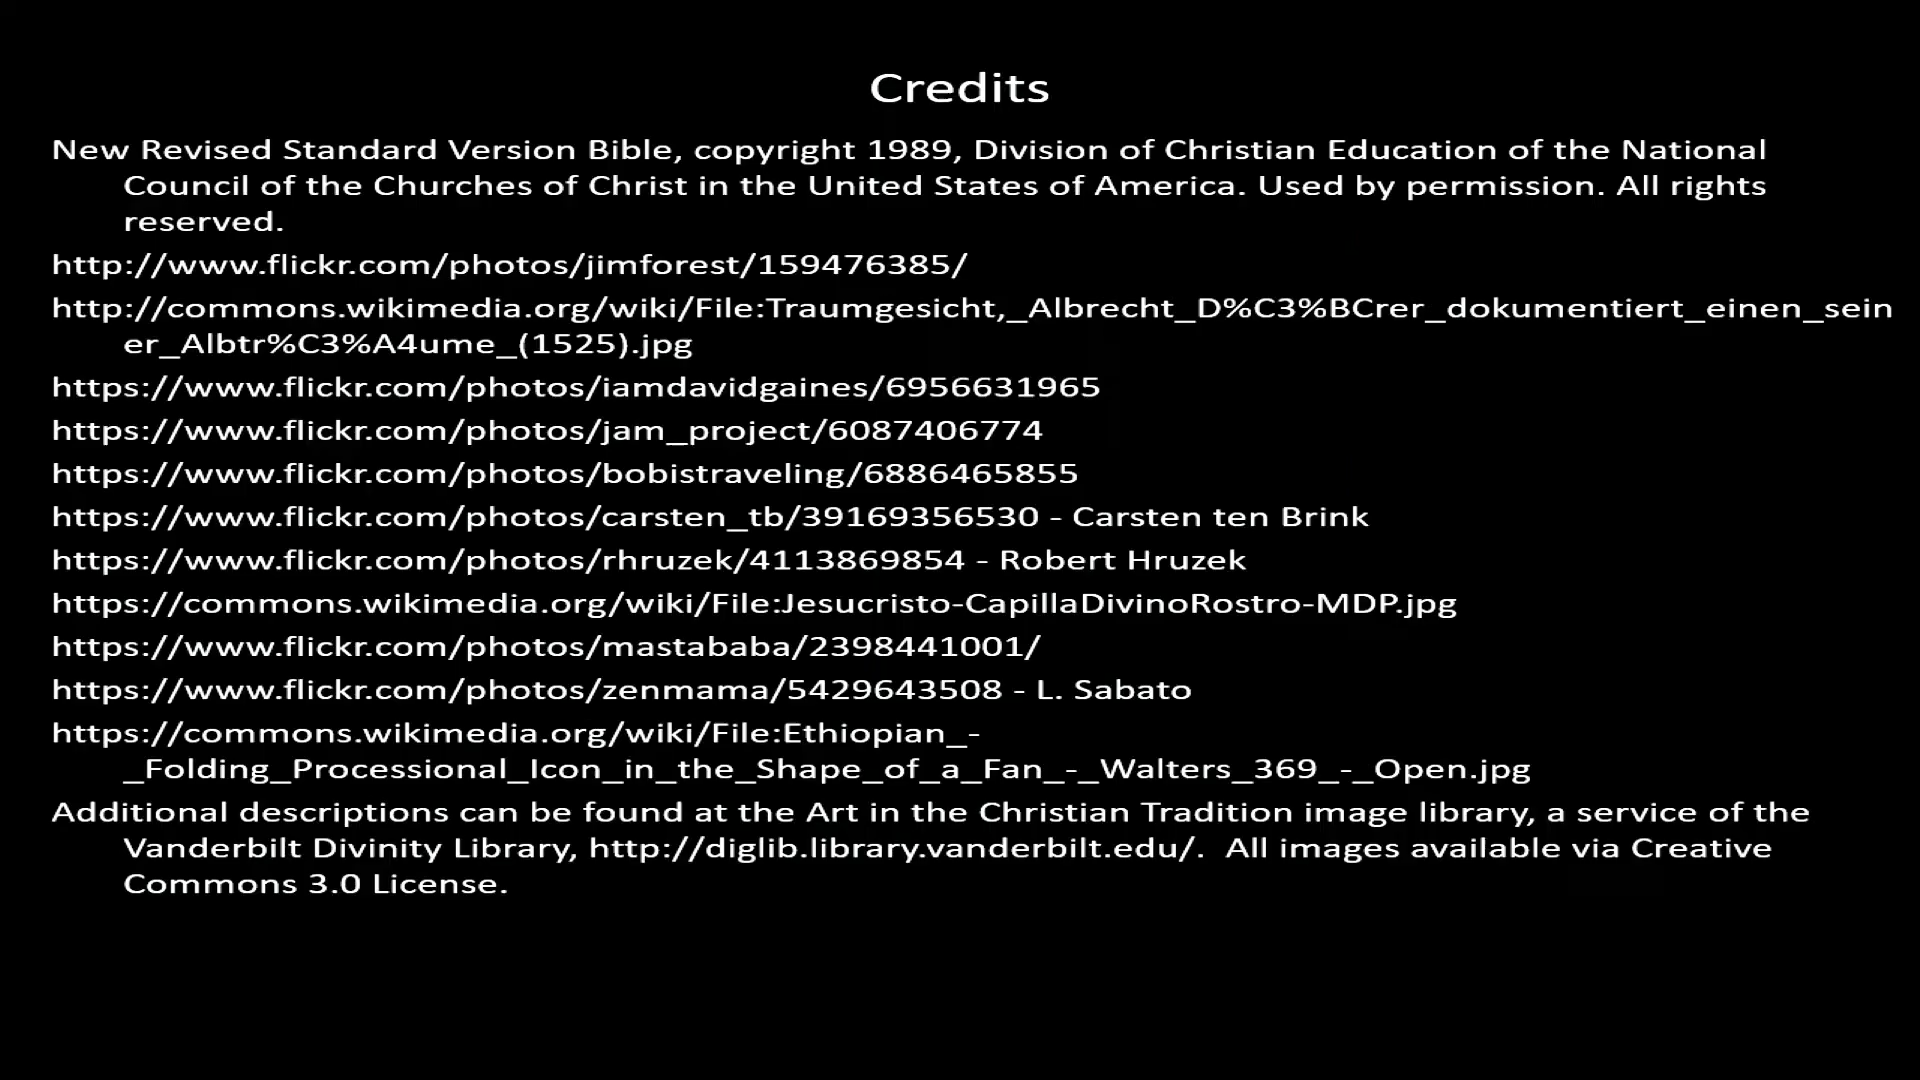 Credits
New Revised Standard Version Bible, copyright 1989, Division of Christian Education of the National
Council of the Churches of Christ in the United States of America. Used by permission. All rights
reserved.
http://www.flickr.com/photos/jimforest/159476385/
http://commons.wikimedia.org/wiki/File:Traumgesicht,_Albrecht_D%C3%BCrer_dokumentiert_einen_sein
er_Albtr%C3%A4ume_(1525).jpg
https://www.flickr.com/photos/iamdavidgaines/6956631965
https://www.flickr.com/photos/jam_project/6087406774
https://www.flickr.com/photos/bobistraveling/6886465855
https://www.flickr.com/photos/carsten_tb/39169356530 - Carsten ten Brink
https://www.flickr.com/photos/rhruzek/4113869854 - Robert Hruzek
https://commons.wikimedia.org/wiki/File:Jesucristo-CapillaDivinoRostro-MDP.jpg
https://www.flickr.com/photos/mastababa/2398441001/
https://www.flickr.com/photos/zenmama/5429643508 - L. Sabato
https://commons.wikimedia.org/wiki/File:Ethiopian_-
_Folding_Processional_Icon_in_the_Shape_of_a_Fan_-_Walters_369_-_Open.jpg
Additional descriptions can be found at the Art in the Christian Tradition image library, a service of the
Vanderbilt Divinity Library, http://diglib.library.vanderbilt.edu/.  All images available via Creative
Commons 3.0 License.